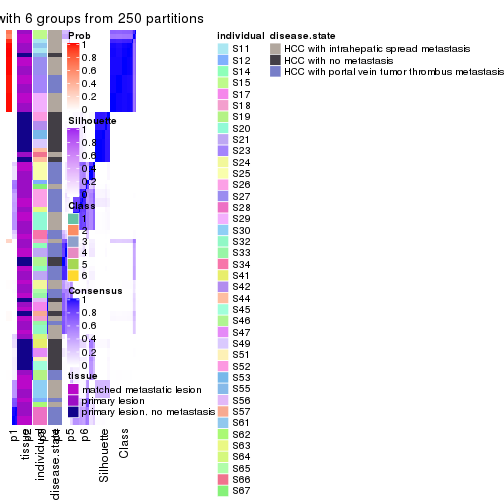 with 6 groups from 250 partitions
Prob
1
0.8
0.6
0.4
0.2
0
Silhouette
1
0.8
0.6
0.4
0.2
0
Class
1
2
3
4
5
6
Consensus
1
0.8
0.6
0.4
0.2
0
tissue
matched metastatic lesion
primary lesion
primary lesion. no metastasis
individual
S11
S12
S14
S15
S17
S18
S19
S20
S21
S23
S24
S25
S26
S27
S28
S29
S30
S32
S33
S34
S41
S42
S44
S45
S46
S47
S49
S51
S52
S53
S55
S56
S57
S61
S62
S63
S64
S65
S66
S67
disease.state
HCC with intrahepatic spread metastasis
HCC with no metastasis
HCC with portal vein tumor thrombus metastasis
p1
tissue
disease.state
p5
p6
Silhouette
Class